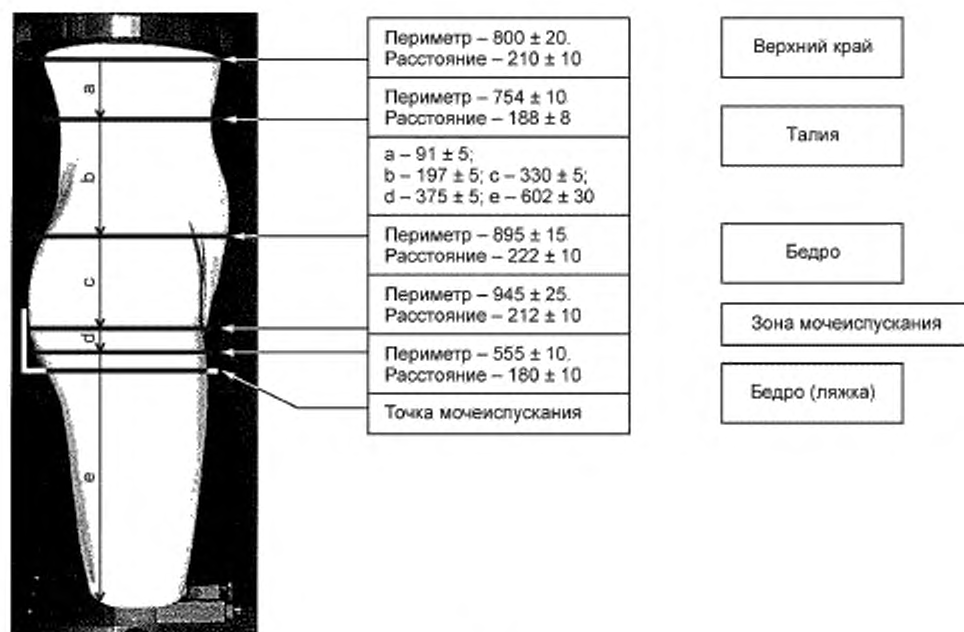 a
b
c
d
e
Периметр – 800 ± 20.
Расстояние – 210 ± 10
Периметр – 754 ± 10
Расстояние – 188 ± 8
a – 91 ± 5;
b – 197 ± 5; c – 330 ± 5;
d – 375 ± 5; e – 602 ± 30
Периметр – 895 ± 15
Расстояние – 222 ± 10
Периметр – 945 ± 25.
Расстояние – 212 ± 10
Периметр – 555 ± 10.
Расстояние – 180 ± 10
Точка мочеиспускания
Верхний край
Талия
Бедро
Зона мочеиспускания
Бедро (ляжка)